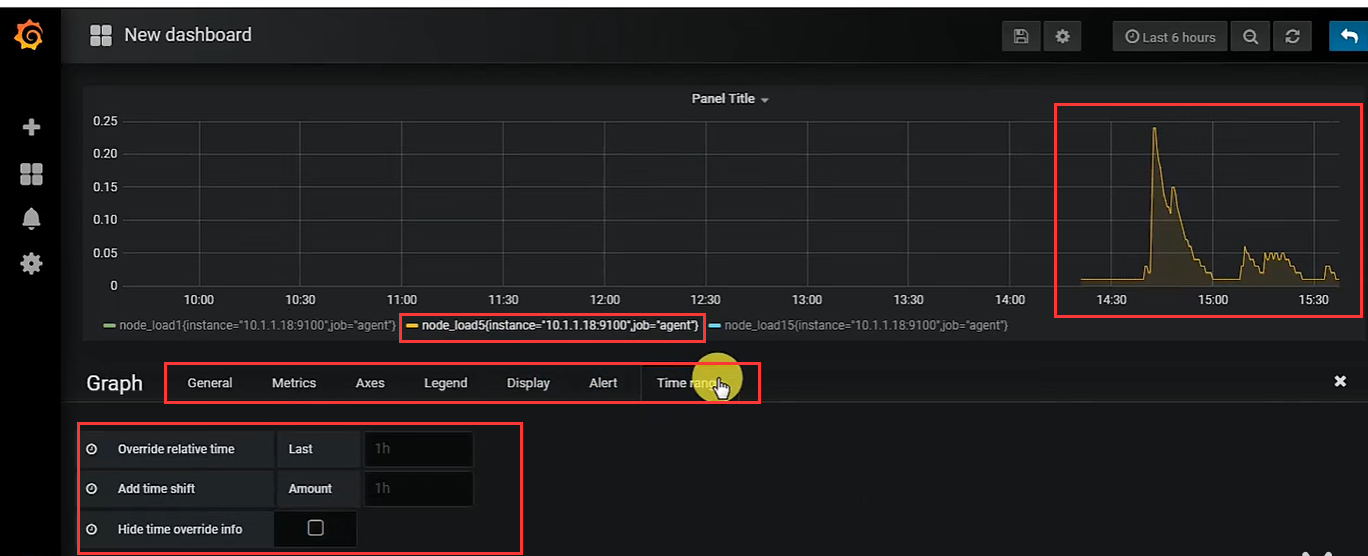 New dashboard
Last 6 hours
Panel Title
0.25
0.20
0.15
0.10
0.05
0
10:00 10:30 11:00 11:30 12:00 12:30 13:00 13:30 14:00 14:30 15:00 15:30
node_load1{instance="10.1.1.18:9100",job="agent"} node_load5{instance="10.1.1.18:9100",job="agent"} node_load15{instance="10.1.1.18:9100",job="agent"}
Graph General Metrics Axes Legend Display Alert Time range
Override relative time Last 1h
Add time shift Amount 1h
Hide time override info